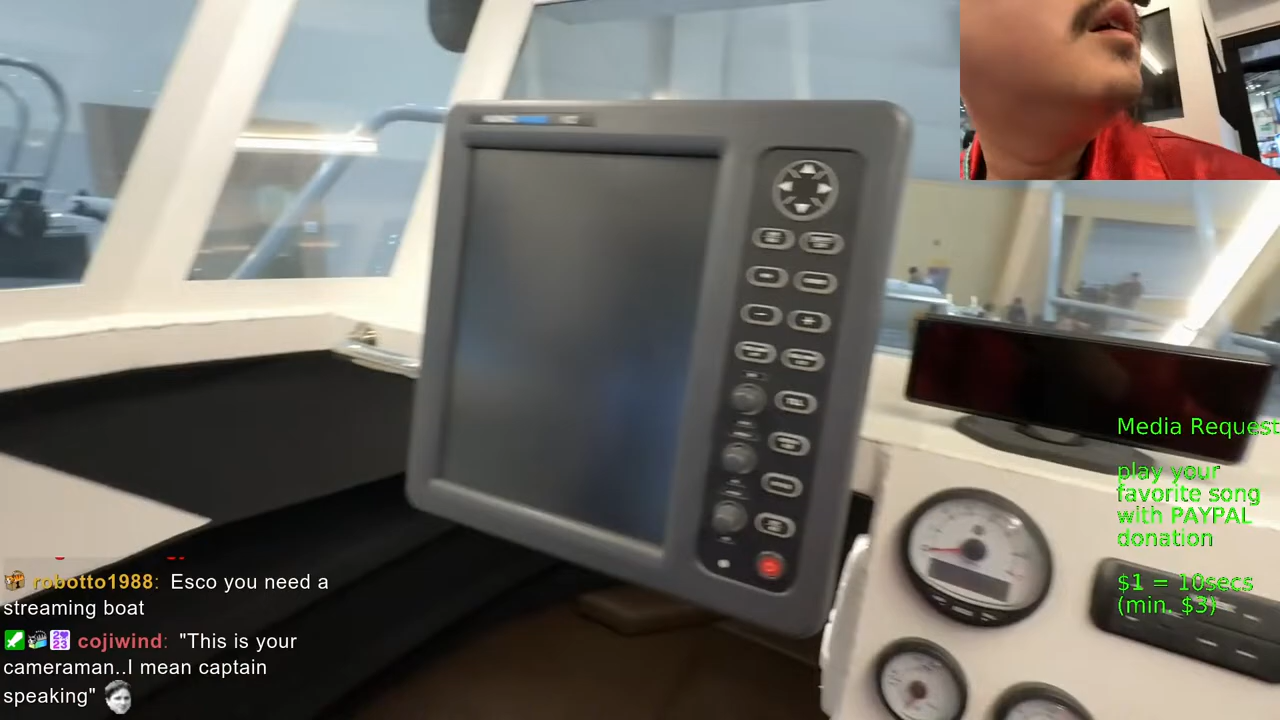 Media Request
play your
favorite song
with PAYPAL
donation
$1 = 10secs
(min. $3)
robotto1988: Esco you need a
streaming boat
cojiwind: "This is your
cameraman..I mean captain
speaking"